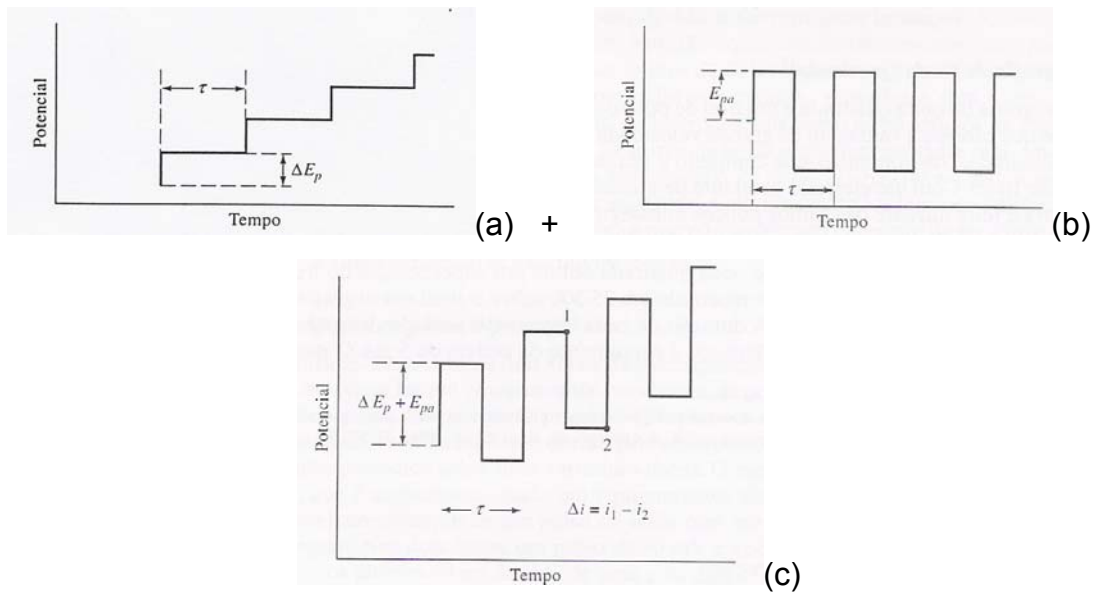 Potencial
τ
ΔE_p
Tempo
(a) +
Potencial
E_pa
τ
Tempo
(b)
Potencial
ΔE_p + E_pa
τ
1
2
Δi = i_1 − i_2
Tempo
(c)